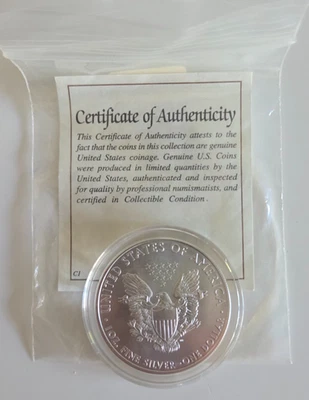 Certificate of Authenticity
This Certificate of Authenticity attests to the
fact that the coins in this collection are genuine
United States coinage. Genuine U.S. Coins
were produced in limited quantities by the
United States, authenticated and inspected
for quality by professional numismatists, and
certified in Collectible Condition.
C1
UNITED STATES OF AMERICA
1 OZ. FINE SILVER~ONE DOLLAR